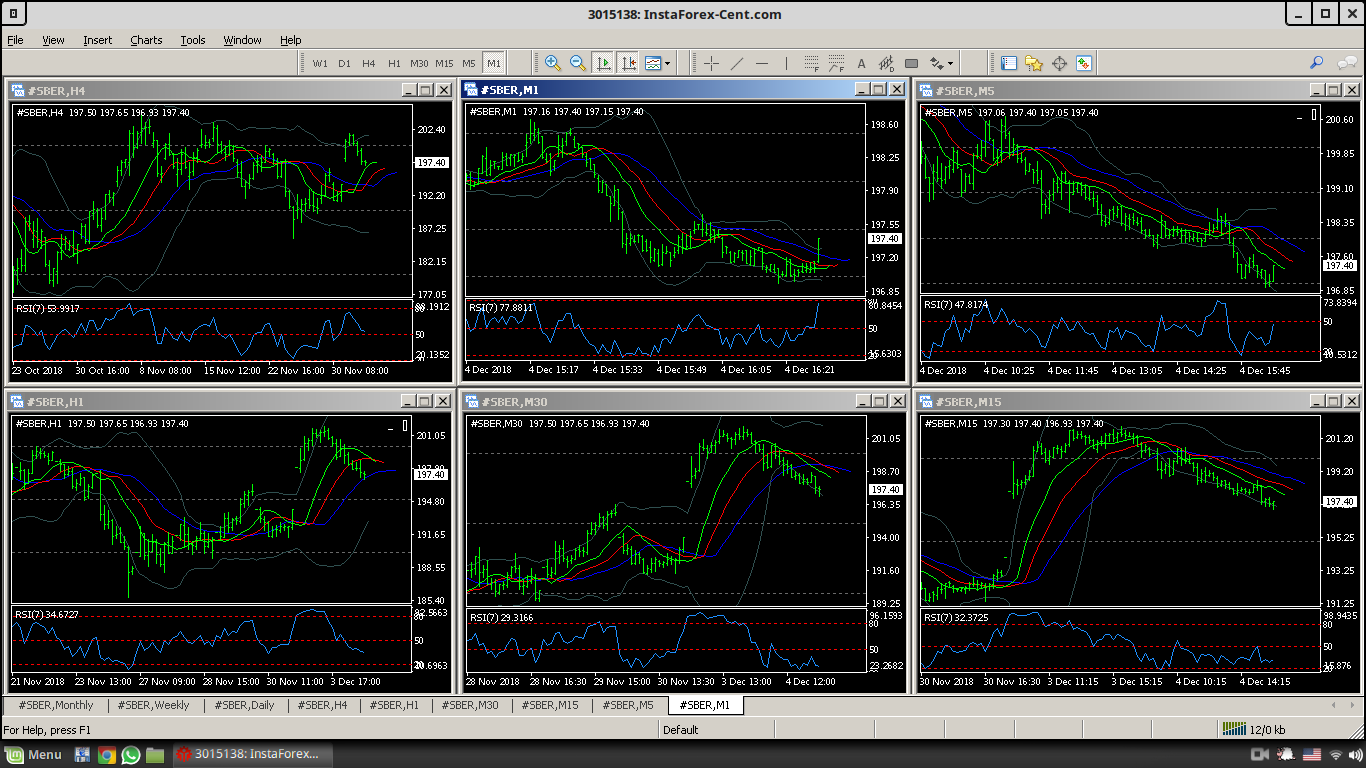 3015138: InstaForex-Cent.com
File View Insert Charts Tools Window Help
W1 D1 H4 H1 M30 M15 M5 M1
#SBER,H4
#SBER,H4 197.50 197.65 196.93 197.40
202.40
197.40
192.20
187.25
182.15
177.05
RSI(7) 53.9917
50
20.1352
23 Oct 2018 30 Oct 16:00 8 Nov 08:00 15 Nov 12:00 22 Nov 16:00 30 Nov 08:00
#SBER,M1
#SBER,M1 197.16 197.40 197.15 197.40
198.60
198.25
197.90
197.55
197.40
197.20
196.85
RSI(7) 77.8811
80.8454
50
4 Dec 2018 4 Dec 15:17 4 Dec 15:33 4 Dec 15:49 4 Dec 16:05 4 Dec 16:21
#SBER,M5
#SBER,M5 197.06 197.40 197.05 197.40
200.60
199.85
199.10
198.35
197.60
197.40
196.85
RSI(7) 47.8174
73.8394
50
4 Dec 2018 4 Dec 10:25 4 Dec 11:45 4 Dec 13:05 4 Dec 14:25 4 Dec 15:45
#SBER,H1
#SBER,H1 197.50 197.65 196.93 197.40
201.05
197.40
194.80
191.65
188.55
185.40
RSI(7) 34.6727
80
50
21 Nov 2018 23 Nov 13:00 27 Nov 09:00 28 Nov 15:00 30 Nov 11:00 3 Dec 17:00
#SBER,M30
#SBER,M30 197.50 197.65 196.93 197.40
201.05
198.70
197.40
196.35
194.00
191.60
189.25
RSI(7) 29.3166
96.1593
80
50
28 Nov 2018 28 Nov 16:30 29 Nov 15:00 30 Nov 13:30 3 Dec 13:00 4 Dec 12:00
#SBER,M15
#SBER,M15 197.30 197.40 196.93 197.40
201.20
199.20
197.40
195.25
193.25
191.25
RSI(7) 32.3725
98.9435
80
50
30 Nov 2018 30 Nov 16:30 3 Dec 11:15 3 Dec 15:15 4 Dec 10:15 4 Dec 14:15
#SBER,Monthly #SBER,Weekly #SBER,Daily #SBER,H4 #SBER,H1 #SBER,M30 #SBER,M15 #SBER,M5 #SBER,M1
For Help, press F1 Default 12/0 kb
Menu 3015138: InstaForex...